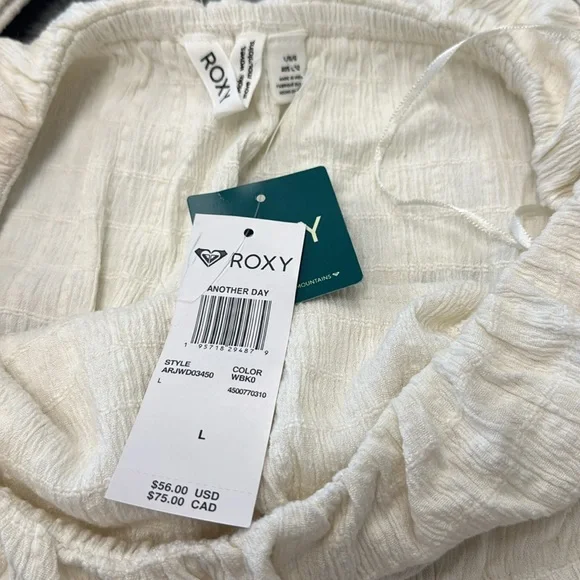 ROXY
Y
MOUNTAINS
ROXY
ANOTHER DAY
1 95718 29487 9
STYLE COLOR
ARJWD03450 WBK0
L 4500770310
L
$56.00 USD
$75.00 CAD